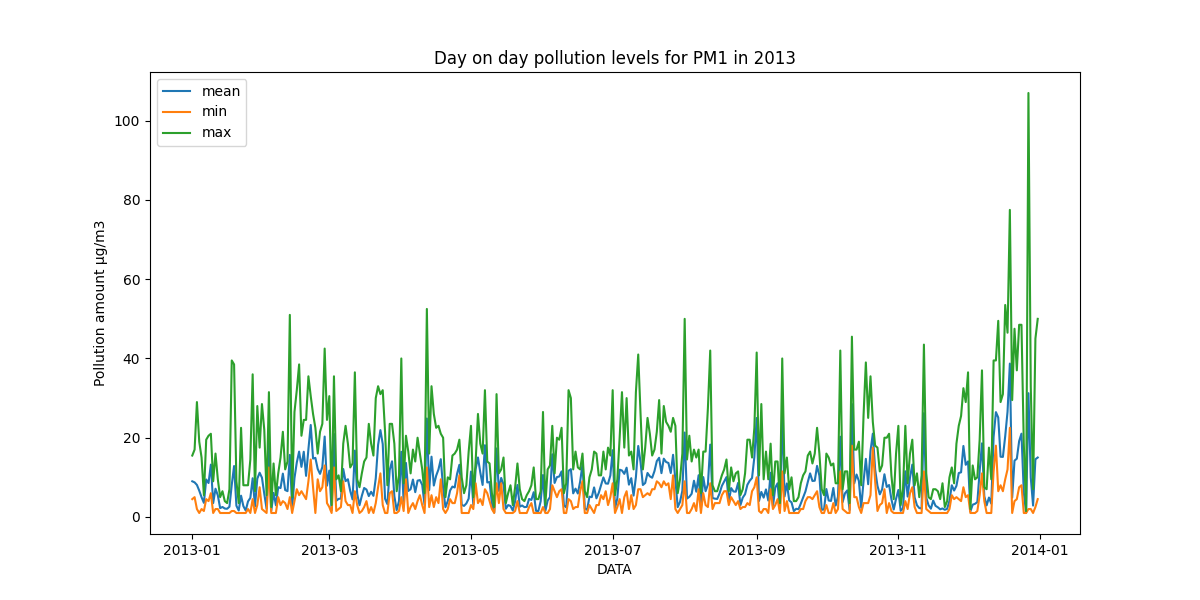 Day on day pollution levels for PM1 in 2013
mean
min
max
Pollution amount µg/m3
100
80
60
40
20
0
2013-01 2013-03 2013-05 2013-07 2013-09 2013-11 2014-01
DATA